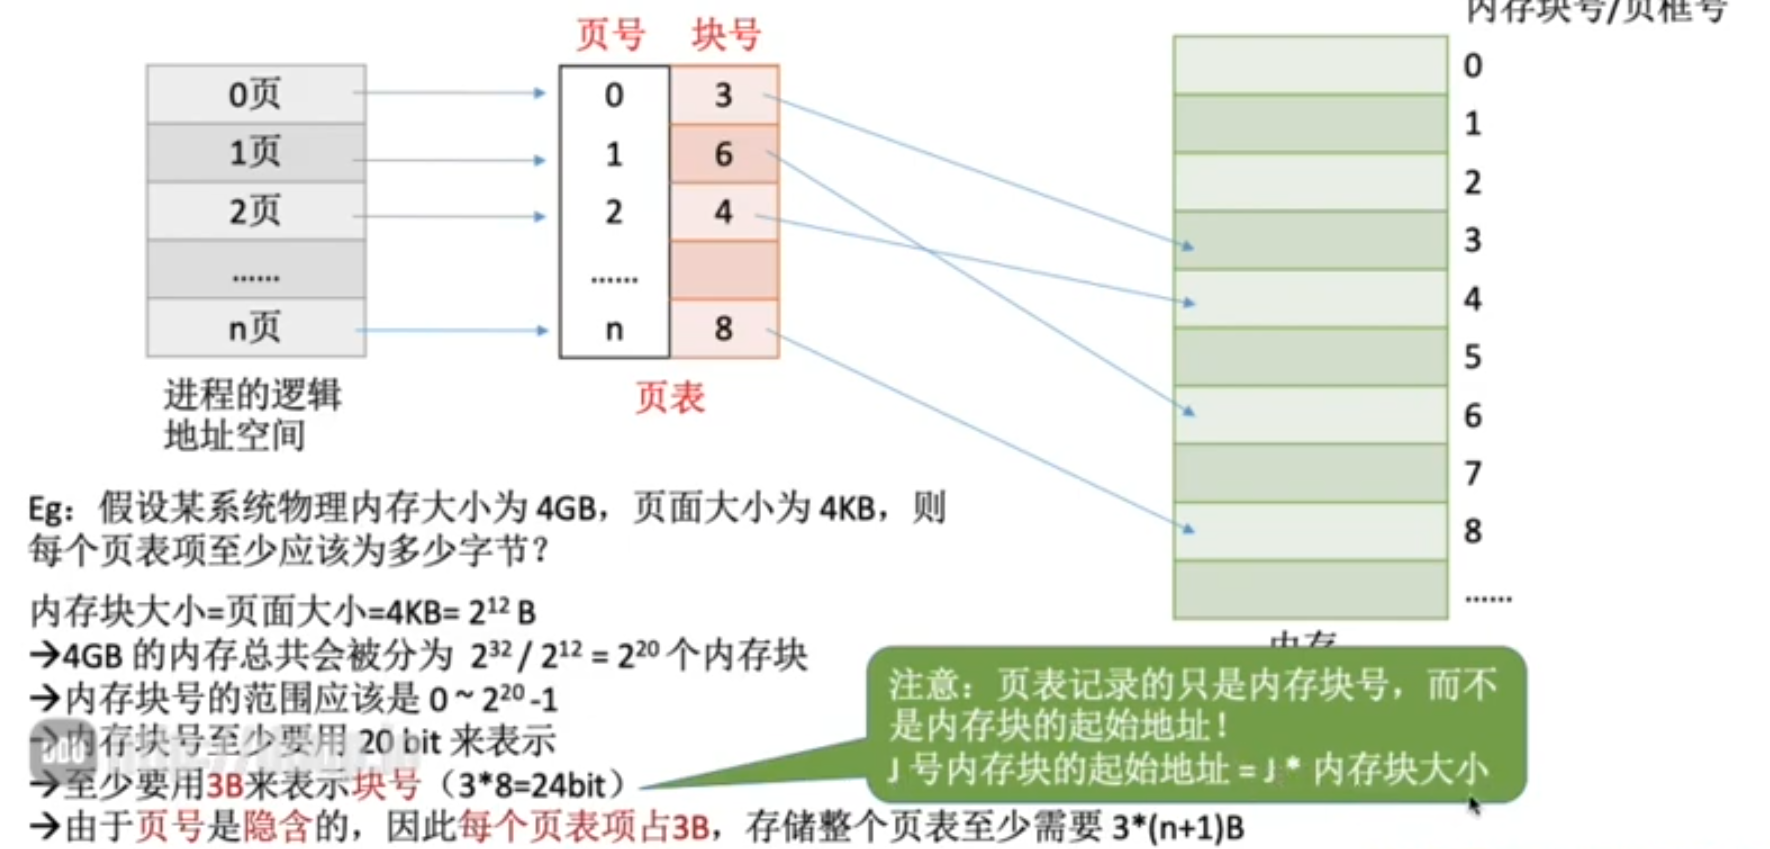 内存块号/页框号
页号 块号
0页
1页
2页
......
n页
0 3
1 6
2 4
......
n 8
0
1
2
3
4
5
6
7
8
......
进程的逻辑
地址空间
页表
内存
Eg：假设某系统物理内存大小为 4GB，页面大小为 4KB，则
每个页表项至少应该为多少字节？
内存块大小=页面大小=4KB= 2¹² B
→4GB 的内存总共会被分为 2³² / 2¹² = 2²⁰ 个内存块
→内存块号的范围应该是 0 ~ 2²⁰ -1
→内存块号至少要用 20 bit 来表示
→至少要用3B来表示块号（3*8=24bit）
→由于页号是隐含的，因此每个页表项占3B，存储整个页表至少需要 3*(n+1)B
注意：页表记录的只是内存块号，而不
是内存块的起始地址！
J 号内存块的起始地址 = J * 内存块大小